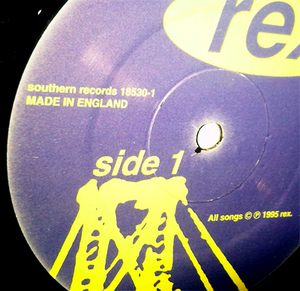 rex
southern records 18530-1
MADE IN ENGLAND
side 1
All songs © ℗ 1995 rex.